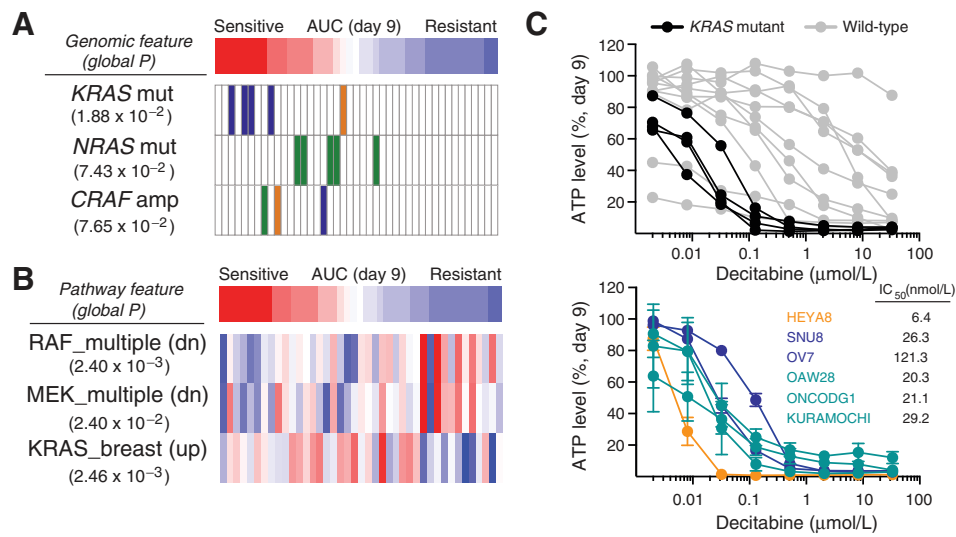 A
Sensitive AUC (day 9) Resistant
Genomic feature
(global P)
KRAS mut
(1.88 x 10⁻²)
NRAS mut
(7.43 x 10⁻²)
CRAF amp
(7.65 x 10⁻²)
B
Sensitive AUC (day 9) Resistant
Pathway feature
(global P)
RAF_multiple (dn)
(2.40 x 10⁻³)
MEK_multiple (dn)
(2.40 x 10⁻²)
KRAS_breast (up)
(2.46 x 10⁻³)
C
KRAS mutant Wild-type
ATP level (%, day 9)
120
100
80
60
40
20
0.01 0.1 1 10 100
Decitabine (μmol/L)
ATP level (%, day 9)
120
100
80
60
40
20
0.01 0.1 1 10 100
Decitabine (μmol/L)
IC₅₀(nmol/L)
HEYA8 6.4
SNU8 26.3
OV7 121.3
OAW28 20.3
ONCODG1 21.1
KURAMOCHI 29.2